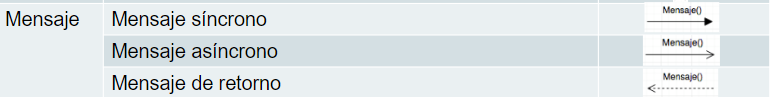 Mensaje
Mensaje síncrono
Mensaje()
Mensaje asíncrono
Mensaje()
Mensaje de retorno
Mensaje()